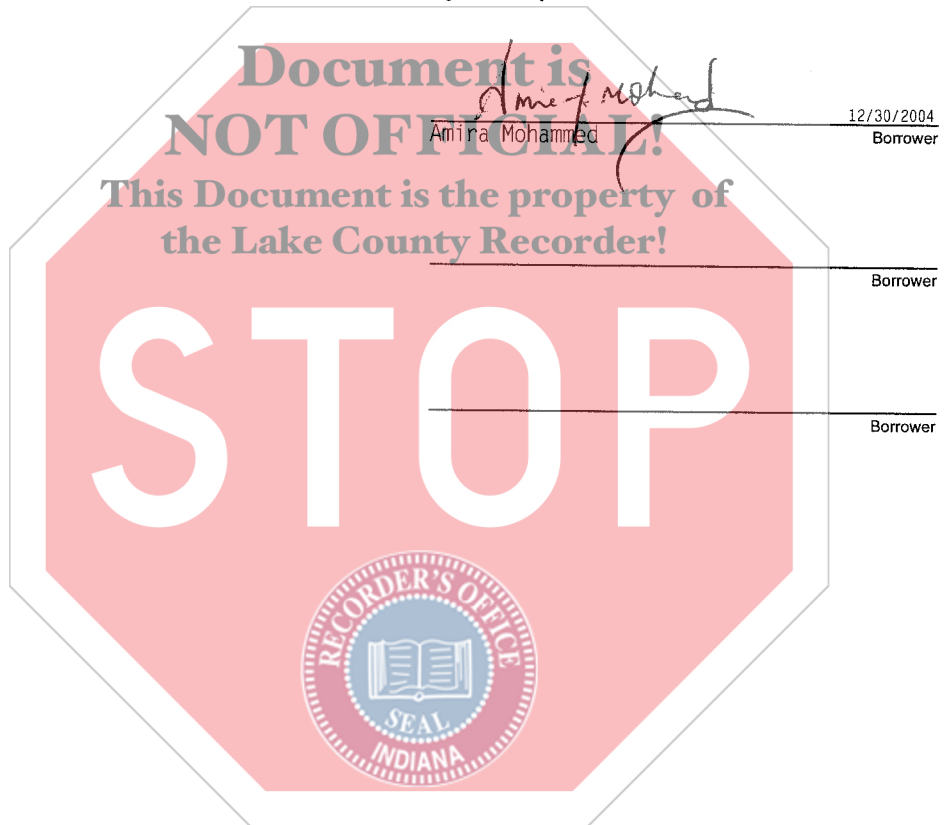 Document is
NOT OFFICIAL!
This Document is the property of
the Lake County Recorder!
12/30/2004
Amira Mohammed
Borrower
Borrower
Borrower
STOP
RECORDER'S OFFICE
SEAL
INDIANA